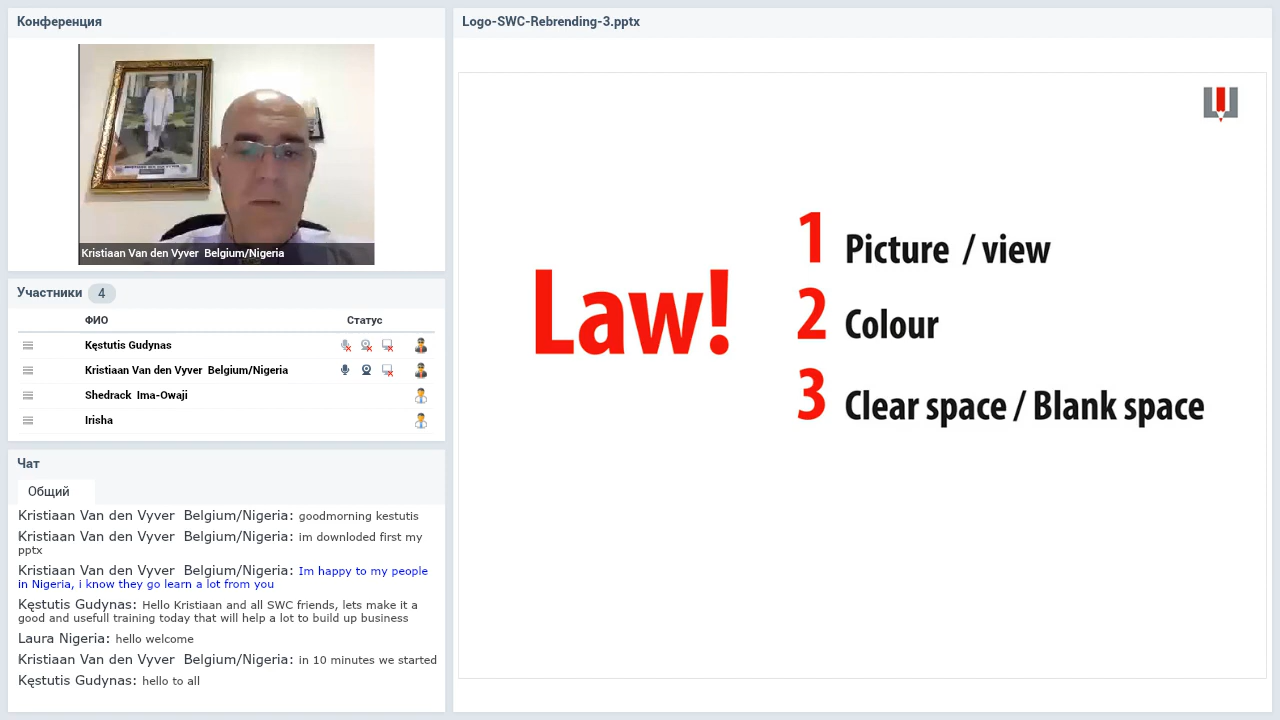 Конференция
Kristiaan Van den Vyver  Belgium/Nigeria
Участники 4
ФИО Статус
Kęstutis Gudynas
Kristiaan Van den Vyver  Belgium/Nigeria
Shedrack  Ima-Owaji
Irisha
Чат
Общий
Kristiaan Van den Vyver  Belgium/Nigeria: goodmorning kestutis
Kristiaan Van den Vyver  Belgium/Nigeria: im downloded first my
pptx
Kristiaan Van den Vyver  Belgium/Nigeria: Im happy to my people
in Nigeria, i know they go learn a lot from you
Kęstutis Gudynas: Hello Kristiaan and all SWC friends, lets make it a
good and usefull training today that will help a lot to build up business
Laura Nigeria: hello welcome
Kristiaan Van den Vyver  Belgium/Nigeria: in 10 minutes we started
Kęstutis Gudynas: hello to all
Logo-SWC-Rebrending-3.pptx
Law!
1 Picture / view
2 Colour
3 Clear space / Blank space